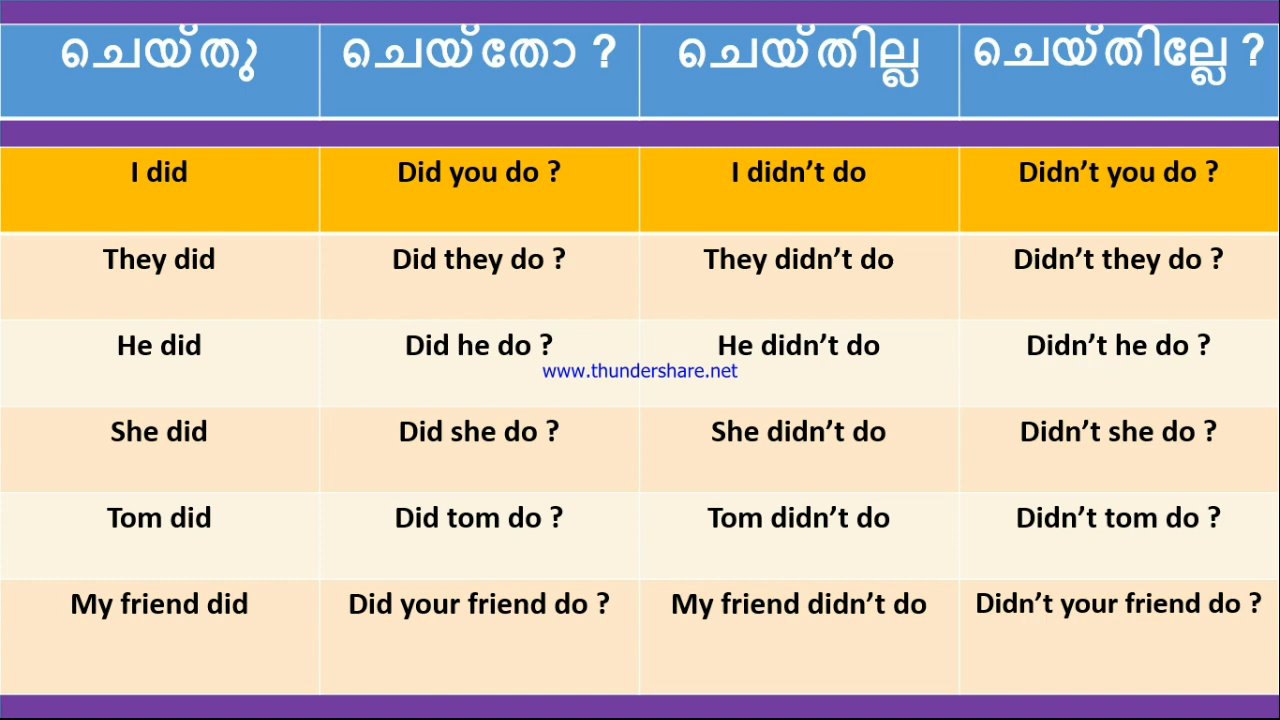 ചെയ്തു ചെയ്തോ ? ചെയ്തില്ല ചെയ്തില്ലേ ?
I did Did you do ? I didn’t do Didn’t you do ?
They did Did they do ? They didn’t do Didn’t they do ?
He did Did he do ? He didn’t do Didn’t he do ?
www.thundershare.net
She did Did she do ? She didn’t do Didn’t she do ?
Tom did Did tom do ? Tom didn’t do Didn’t tom do ?
My friend did Did your friend do ? My friend didn’t do Didn’t your friend do ?